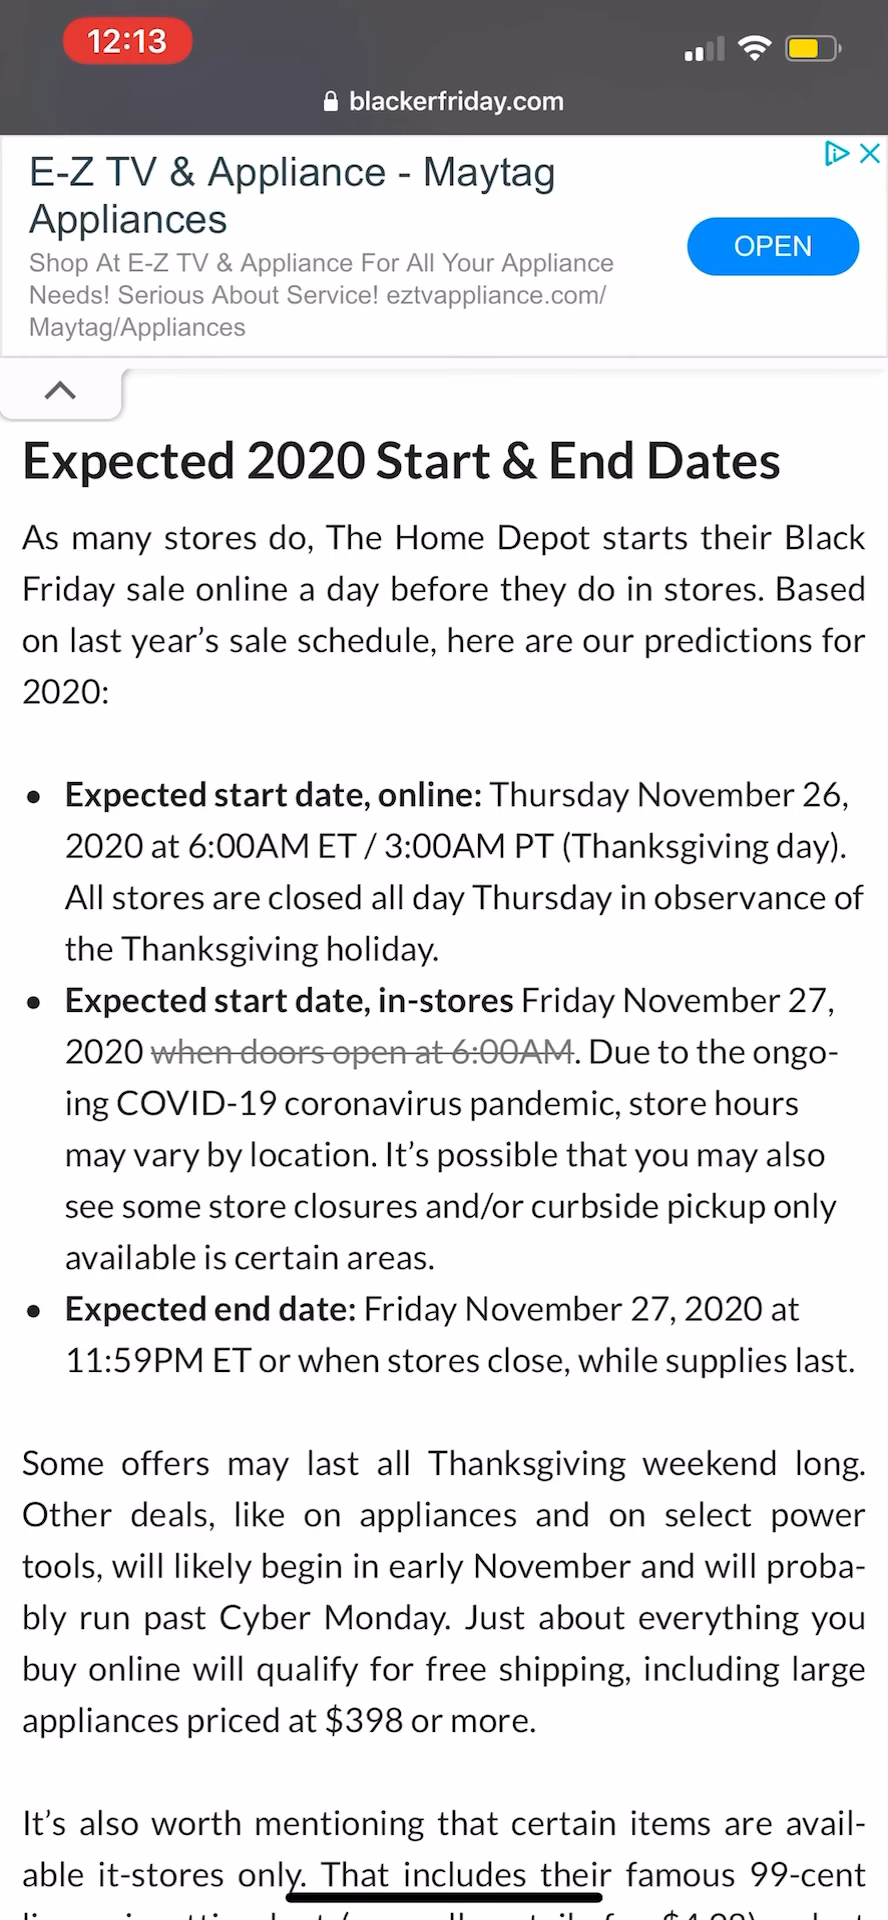 12:13
blackerfriday.com
E-Z TV & Appliance - Maytag
Appliances
Shop At E-Z TV & Appliance For All Your Appliance
Needs! Serious About Service! eztvappliance.com/
Maytag/Appliances
OPEN
Expected 2020 Start & End Dates
As many stores do, The Home Depot starts their Black
Friday sale online a day before they do in stores. Based
on last year’s sale schedule, here are our predictions for
2020:
• Expected start date, online: Thursday November 26,
2020 at 6:00AM ET / 3:00AM PT (Thanksgiving day).
All stores are closed all day Thursday in observance of
the Thanksgiving holiday.
• Expected start date, in-stores Friday November 27,
2020 when doors open at 6:00AM. Due to the ongo-
ing COVID-19 coronavirus pandemic, store hours
may vary by location. It’s possible that you may also
see some store closures and/or curbside pickup only
available is certain areas.
• Expected end date: Friday November 27, 2020 at
11:59PM ET or when stores close, while supplies last.
Some offers may last all Thanksgiving weekend long.
Other deals, like on appliances and on select power
tools, will likely begin in early November and will proba-
bly run past Cyber Monday. Just about everything you
buy online will qualify for free shipping, including large
appliances priced at $398 or more.
It’s also worth mentioning that certain items are avail-
able it-stores only. That includes their famous 99-cent